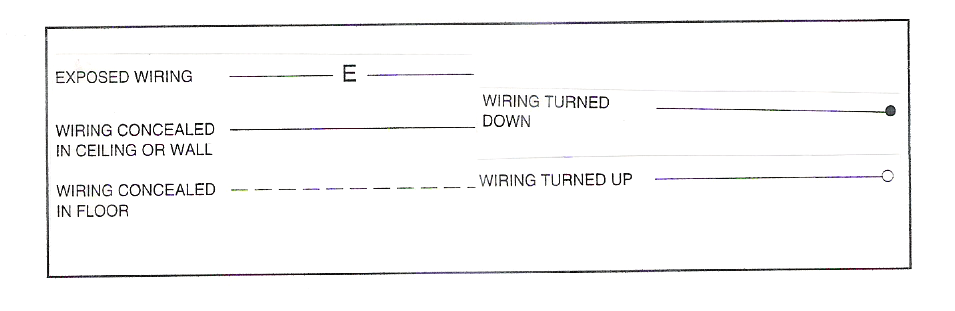 EXPOSED WIRING E
WIRING CONCEALED
IN CEILING OR WALL
WIRING CONCEALED
IN FLOOR
WIRING TURNED
DOWN
WIRING TURNED UP